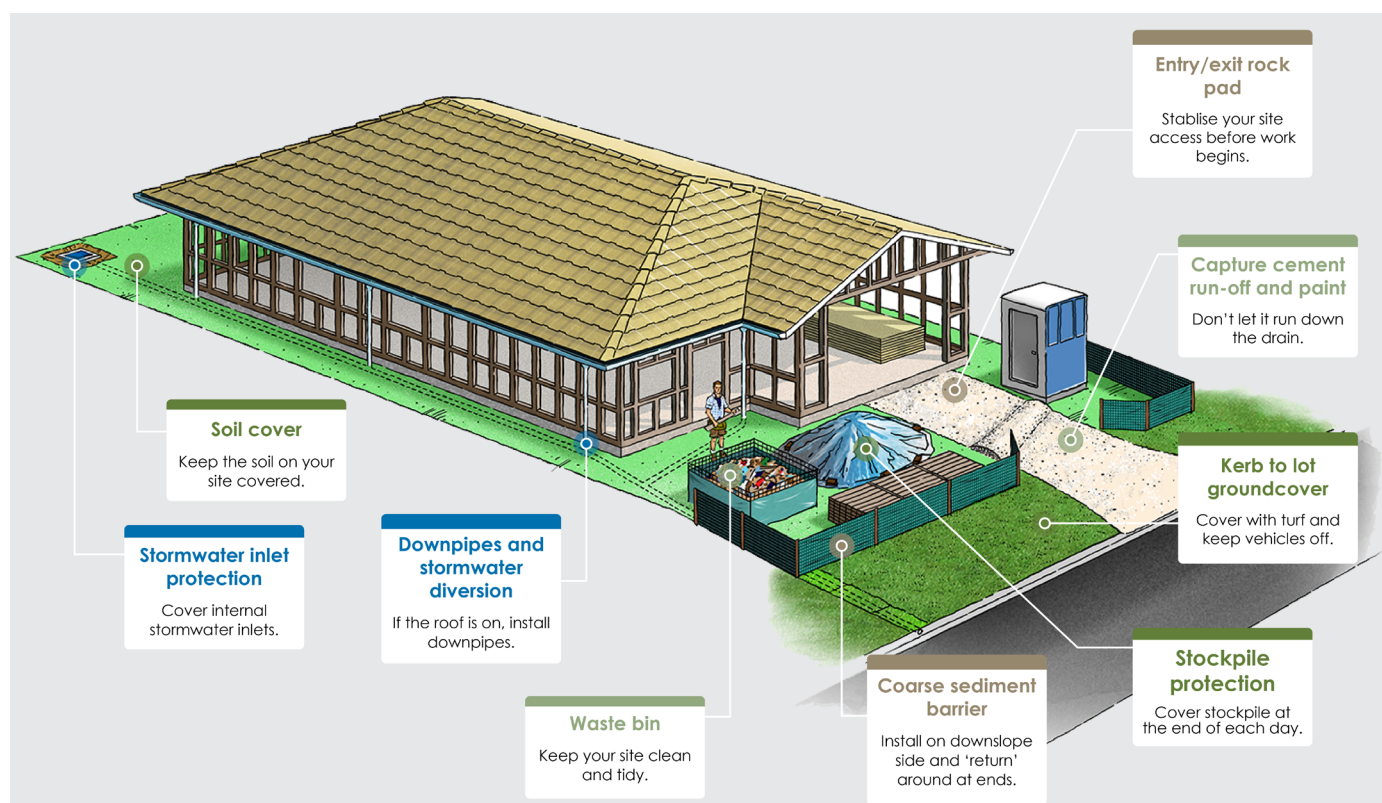 Entry/exit rock
pad
Stablise your site
access before work
begins.
Capture cement
run-off and paint
Don't let it run down
the drain.
Soil cover
Keep the soil on your
site covered.
Kerb to lot
groundcover
Cover with turf and
keep vehicles off.
Stormwater inlet
protection
Cover internal
stormwater inlets.
Downpipes and
stormwater
diversion
If the roof is on, install
downpipes.
Stockpile
protection
Cover stockpile at
the end of each day.
Coarse sediment
barrier
Install on downslope
side and ‘return’
around at ends.
Waste bin
Keep your site clean
and tidy.